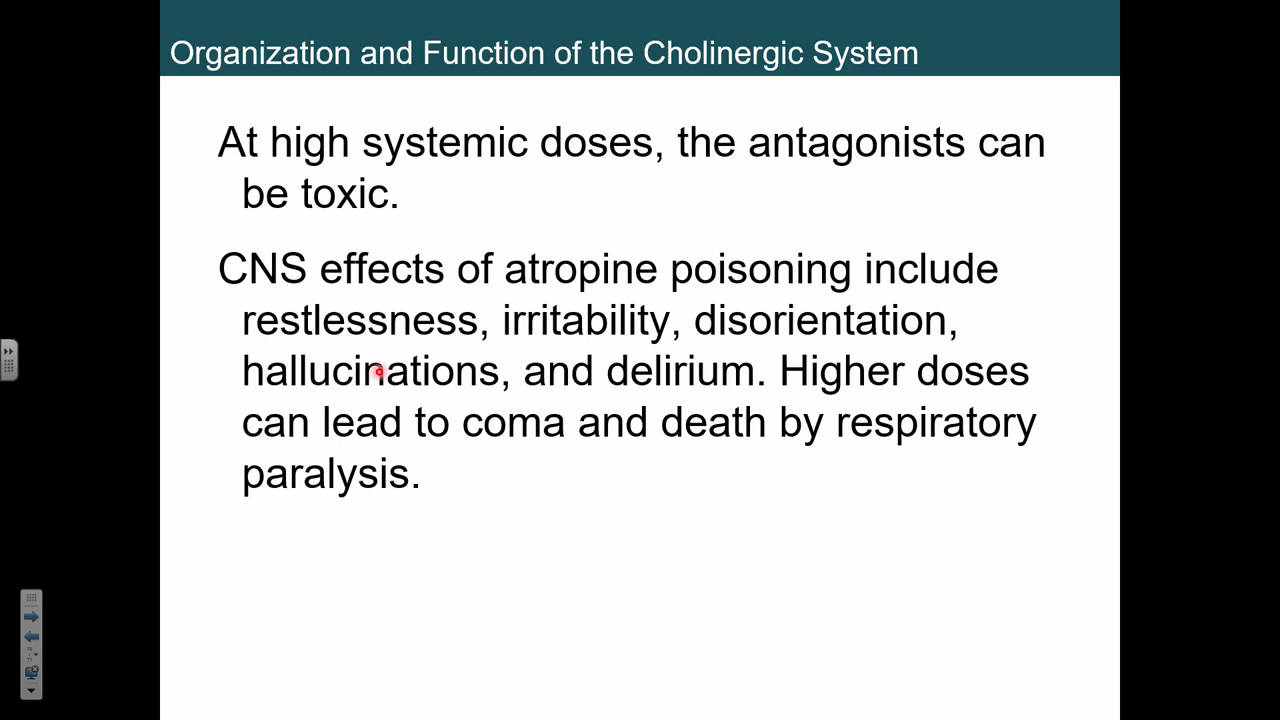 Organization and Function of the Cholinergic System
At high systemic doses, the antagonists can
be toxic.
CNS effects of atropine poisoning include
restlessness, irritability, disorientation,
hallucinations, and delirium. Higher doses
can lead to coma and death by respiratory
paralysis.